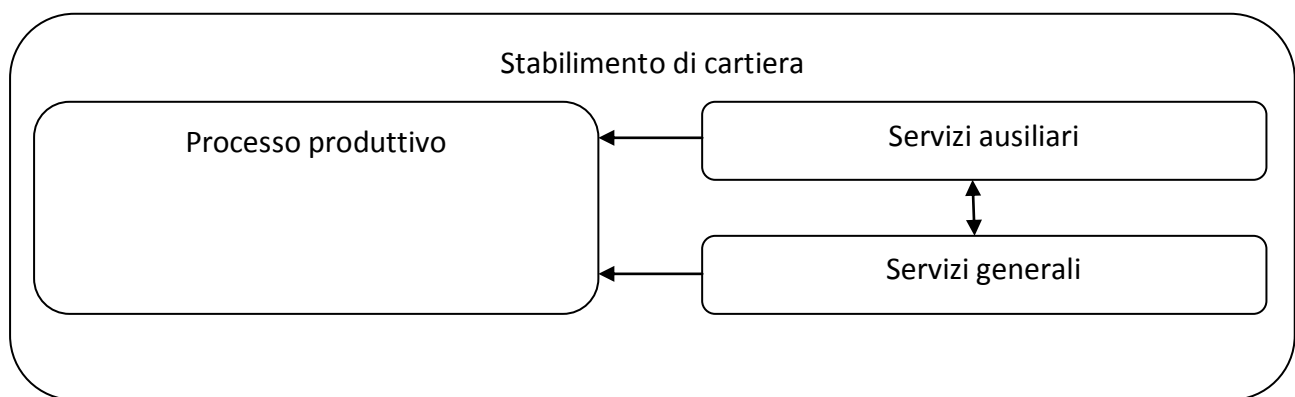 Stabilimento di cartiera
Processo produttivo
Servizi ausiliari
Servizi generali